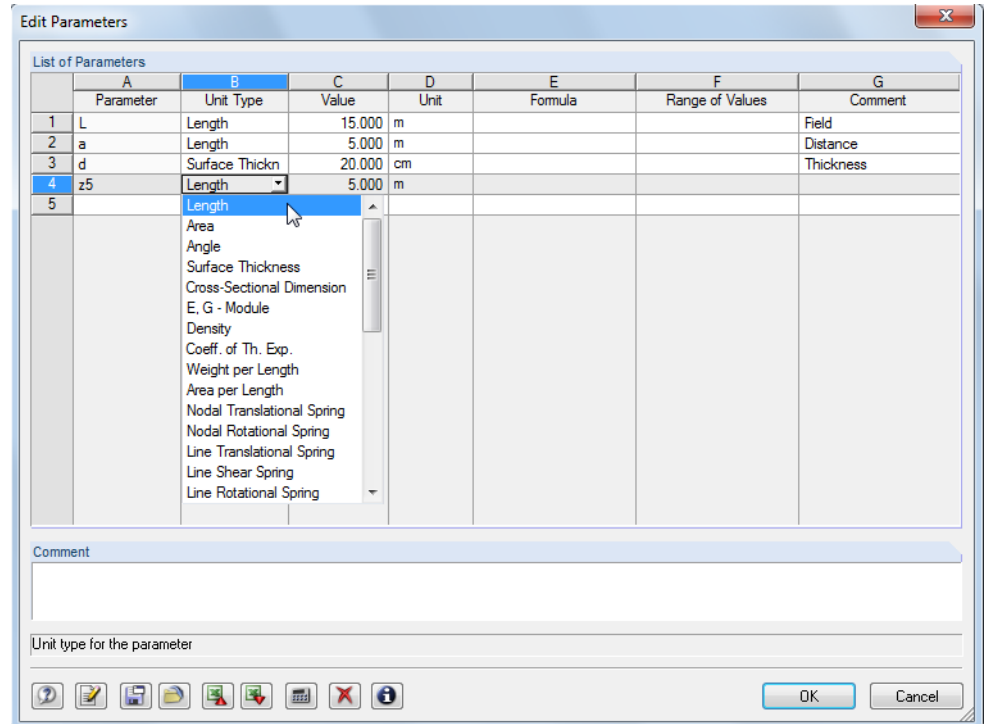 Edit Parameters
List of Parameters
A B C D E F G
Parameter Unit Type Value Unit Formula Range of Values Comment
1 L Length 15.000 m Field
2 a Length 5.000 m Distance
3 d Surface Thickn 20.000 cm Thickness
4 z5 Length 5.000 m
5
Length
Area
Angle
Surface Thickness
Cross-Sectional Dimension
E, G - Module
Density
Coeff. of Th. Exp.
Weight per Length
Area per Length
Nodal Translational Spring
Nodal Rotational Spring
Line Translational Spring
Line Shear Spring
Line Rotational Spring
Comment
Unit type for the parameter
OK Cancel